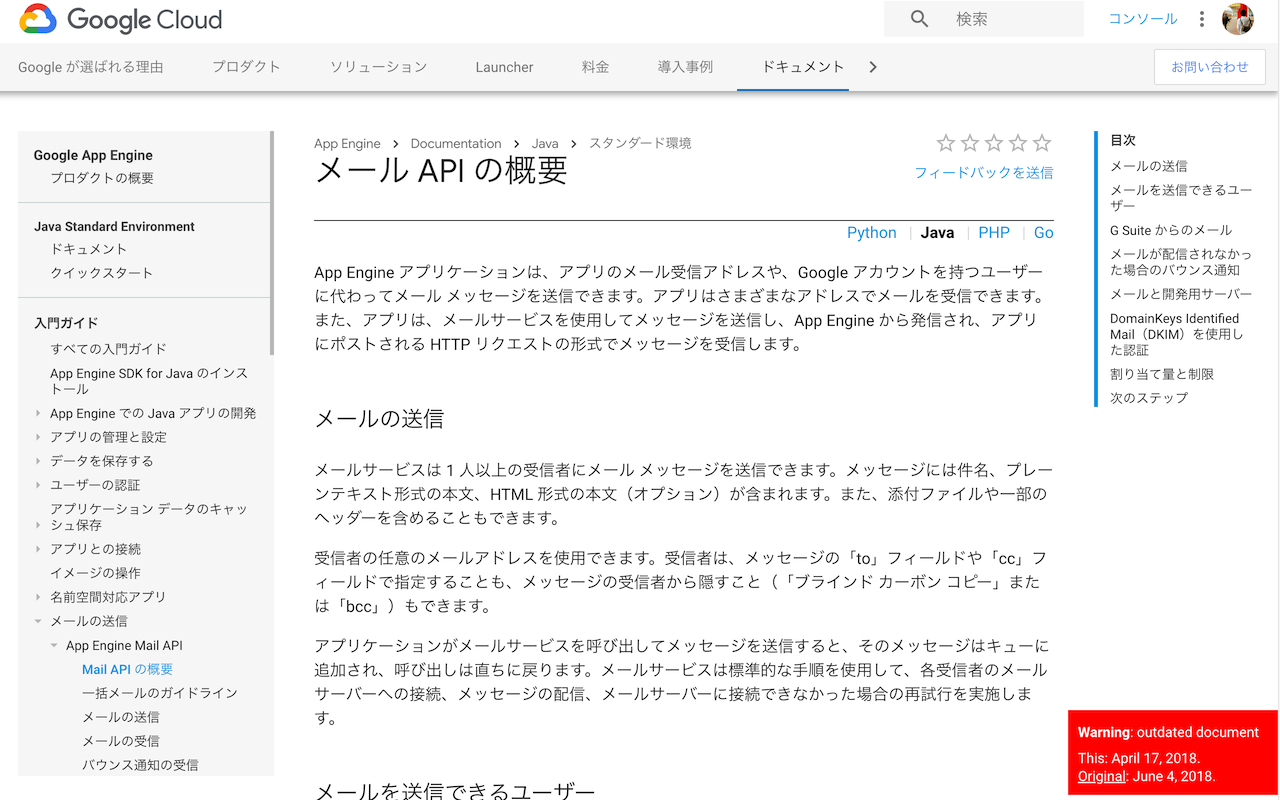 Google Cloud
検索
コンソール
Google が選ばれる理由
プロダクト
ソリューション
Launcher
料金
導入事例
ドキュメント
お問い合わせ
Google App Engine
プロダクトの概要
Java Standard Environment
ドキュメント
クイックスタート
入門ガイド
すべての入門ガイド
App Engine SDK for Java のインス
トール
App Engine での Java アプリの開発
アプリの管理と設定
データを保存する
ユーザーの認証
アプリケーション データのキャッ
シュ保存
アプリとの接続
イメージの操作
名前空間対応アプリ
メールの送信
App Engine Mail API
Mail API の概要
一括メールのガイドライン
メールの送信
メールの受信
バウンス通知の受信
App Engine
Documentation
Java
スタンダード環境
メール API の概要
フィードバックを送信
Python | Java | PHP | Go
App Engine アプリケーションは、アプリのメール受信アドレスや、Google アカウントを持つユーザー
に代わってメール メッセージを送信できます。アプリはさまざまなアドレスでメールを受信できます。
また、アプリは、メールサービスを使用してメッセージを送信し、App Engine から発信され、アプリ
にポストされる HTTP リクエストの形式でメッセージを受信します。
メールの送信
メールサービスは 1 人以上の受信者にメール メッセージを送信できます。メッセージには件名、プレー
ンテキスト形式の本文、HTML 形式の本文（オプション）が含まれます。また、添付ファイルや一部の
ヘッダーを含めることもできます。
受信者の任意のメールアドレスを使用できます。受信者は、メッセージの「to」フィールドや「cc」フ
ィールドで指定することも、メッセージの受信者から隠すこと（「ブラインド カーボン コピー」また
は「bcc」）もできます。
アプリケーションがメールサービスを呼び出してメッセージを送信すると、そのメッセージはキューに
追加され、呼び出しは直ちに戻ります。メールサービスは標準的な手順を使用して、各受信者のメール
サーバーへの接続、メッセージの配信、メールサーバーに接続できなかった場合の再試行を実施しま
す。
メールを送信できるユーザー
目次
メールの送信
メールを送信できるユー
ザー
G Suite からのメール
メールが配信されなかっ
た場合のバウンス通知
メールと開発用サーバー
DomainKeys Identified
Mail（DKIM）を使用し
た認証
割り当て量と制限
次のステップ
Warning: outdated document
This: April 17, 2018.
Original: June 4, 2018.